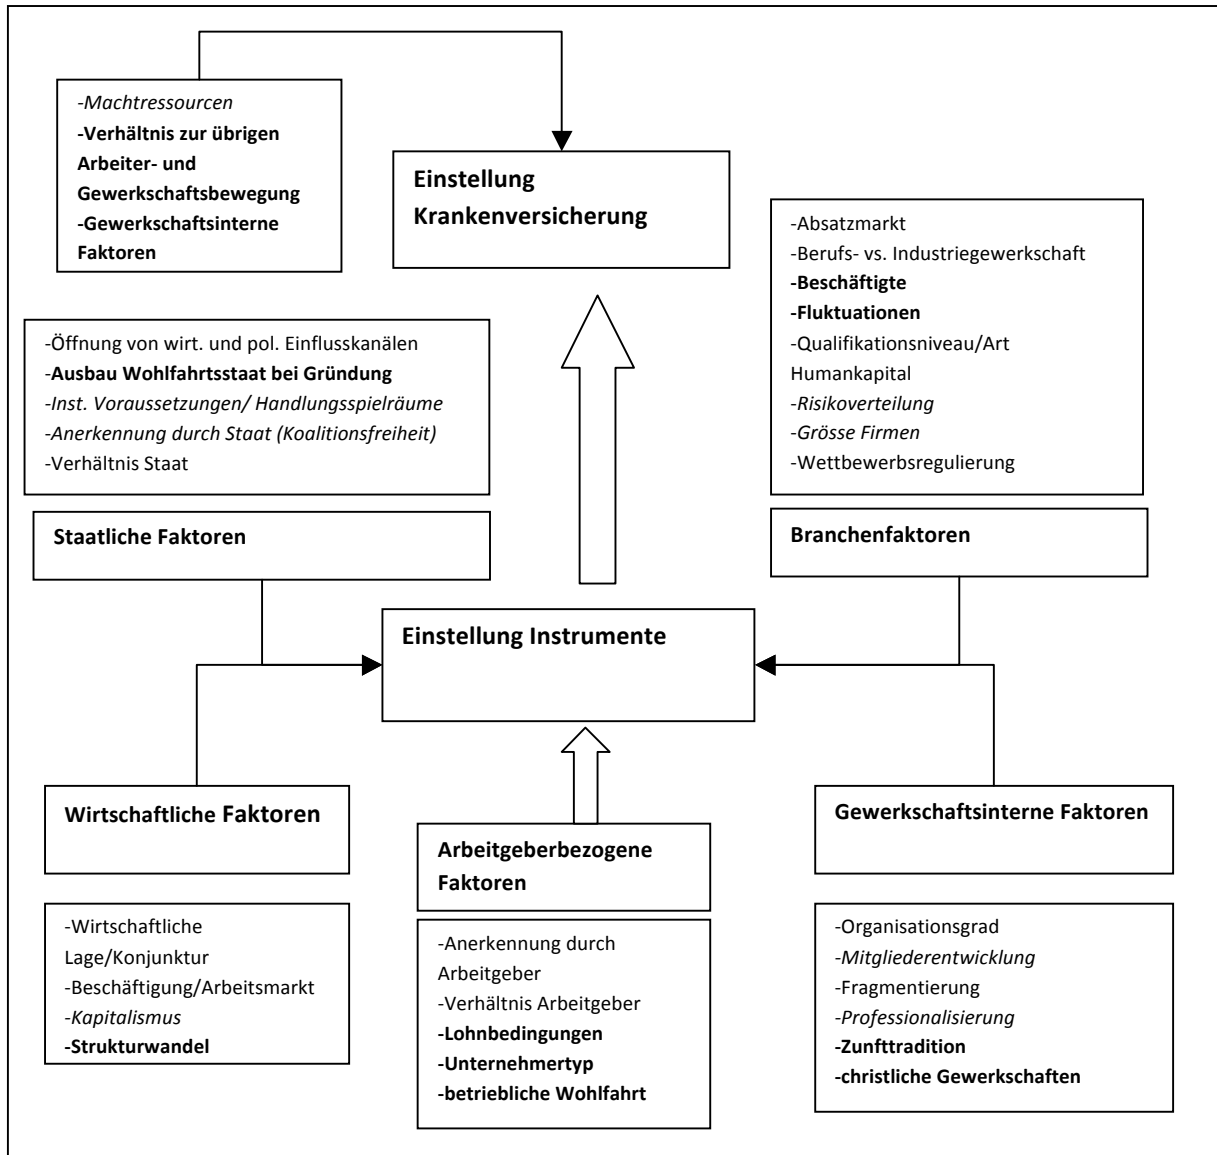 -Machtressourcen
-Verhältnis zur übrigen
Arbeiter- und
Gewerkschaftsbewegung
-Gewerkschaftsinterne
Faktoren
Einstellung
Krankenversicherung
-Absatzmarkt
-Berufs- vs. Industriegewerkschaft
-Beschäftigte
-Fluktuationen
-Qualifikationsniveau/Art
Humankapital
-Risikoverteilung
-Grösse Firmen
-Wettbewerbsregulierung
-Öffnung von wirt. und pol. Einflusskanälen
-Ausbau Wohlfahrtsstaat bei Gründung
-Inst. Voraussetzungen/ Handlungsspielräume
-Anerkennung durch Staat (Koalitionsfreiheit)
-Verhältnis Staat
Staatliche Faktoren
Branchenfaktoren
Einstellung Instrumente
Wirtschaftliche Faktoren
-Wirtschaftliche
Lage/Konjunktur
-Beschäftigung/Arbeitsmarkt
-Kapitalismus
-Strukturwandel
Arbeitgeberbezogene
Faktoren
-Anerkennung durch
Arbeitgeber
-Verhältnis Arbeitgeber
-Lohnbedingungen
-Unternehmertyp
-betriebliche Wohlfahrt
Gewerkschaftsinterne Faktoren
-Organisationsgrad
-Mitgliederentwicklung
-Fragmentierung
-Professionalisierung
-Zunfttradition
-christliche Gewerkschaften